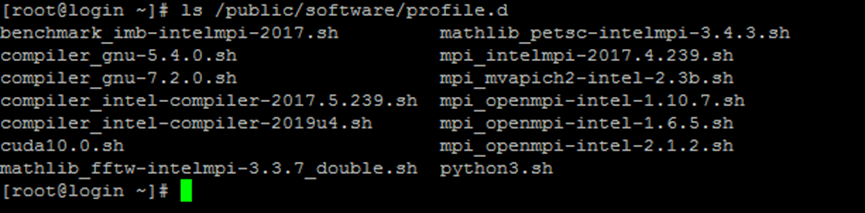 [root@login ~]# ls /public/software/profile.d
benchmark_imb-intelmpi-2017.sh mathlib_petsc-intelmpi-3.4.3.sh
compiler_gnu-5.4.0.sh mpi_intelmpi-2017.4.239.sh
compiler_gnu-7.2.0.sh mpi_mvapich2-intel-2.3b.sh
compiler_intel-compiler-2017.5.239.sh mpi_openmpi-intel-1.10.7.sh
compiler_intel-compiler-2019u4.sh mpi_openmpi-intel-1.6.5.sh
cuda10.0.sh mpi_openmpi-intel-2.1.2.sh
mathlib_fftw-intelmpi-3.3.7_double.sh python3.sh
[root@login ~]#